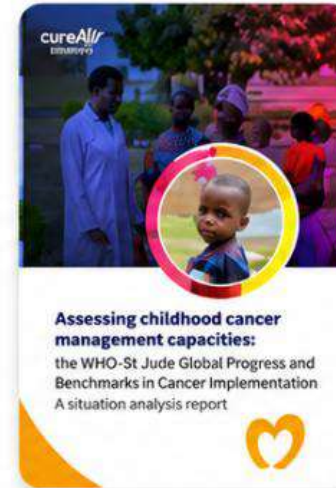 cureAll
Assessing childhood cancer
management capacities:
the WHO-St Jude Global Progress and
Benchmarks in Cancer Implementation
A situation analysis report